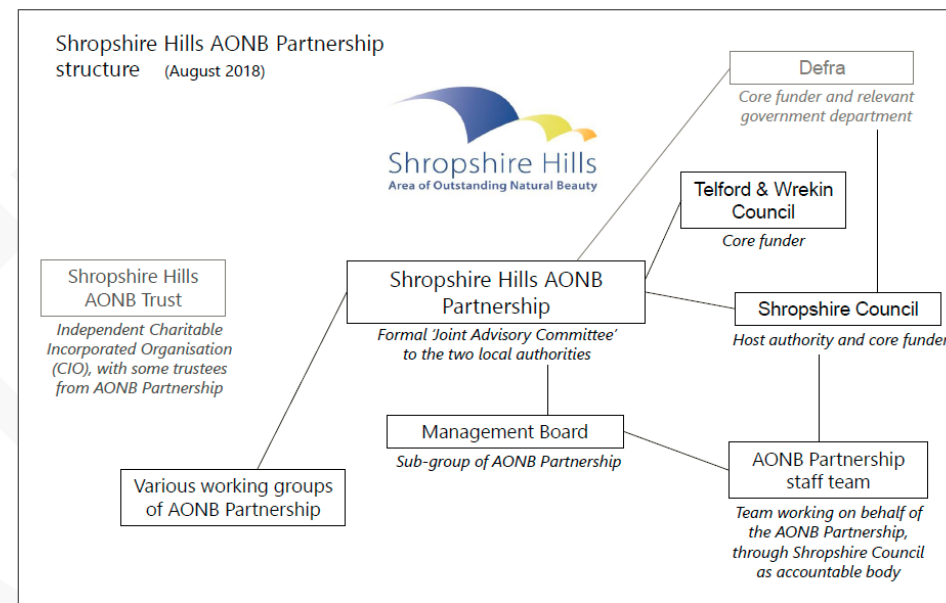 Shropshire Hills AONB Partnership
structure (August 2018)
Shropshire Hills
Area of Outstanding Natural Beauty
Defra
Core funder and relevant
government department
Telford & Wrekin
Council
Core funder
Shropshire Hills
AONB Trust
Independent Charitable
Incorporated Organisation
(CIO), with some trustees
from AONB Partnership
Shropshire Hills AONB
Partnership
Formal 'Joint Advisory Committee'
to the two local authorities
Shropshire Council
Host authority and core funder
Management Board
Sub-group of AONB Partnership
Various working groups
of AONB Partnership
AONB Partnership
staff team
Team working on behalf of
the AONB Partnership,
through Shropshire Council
as accountable body